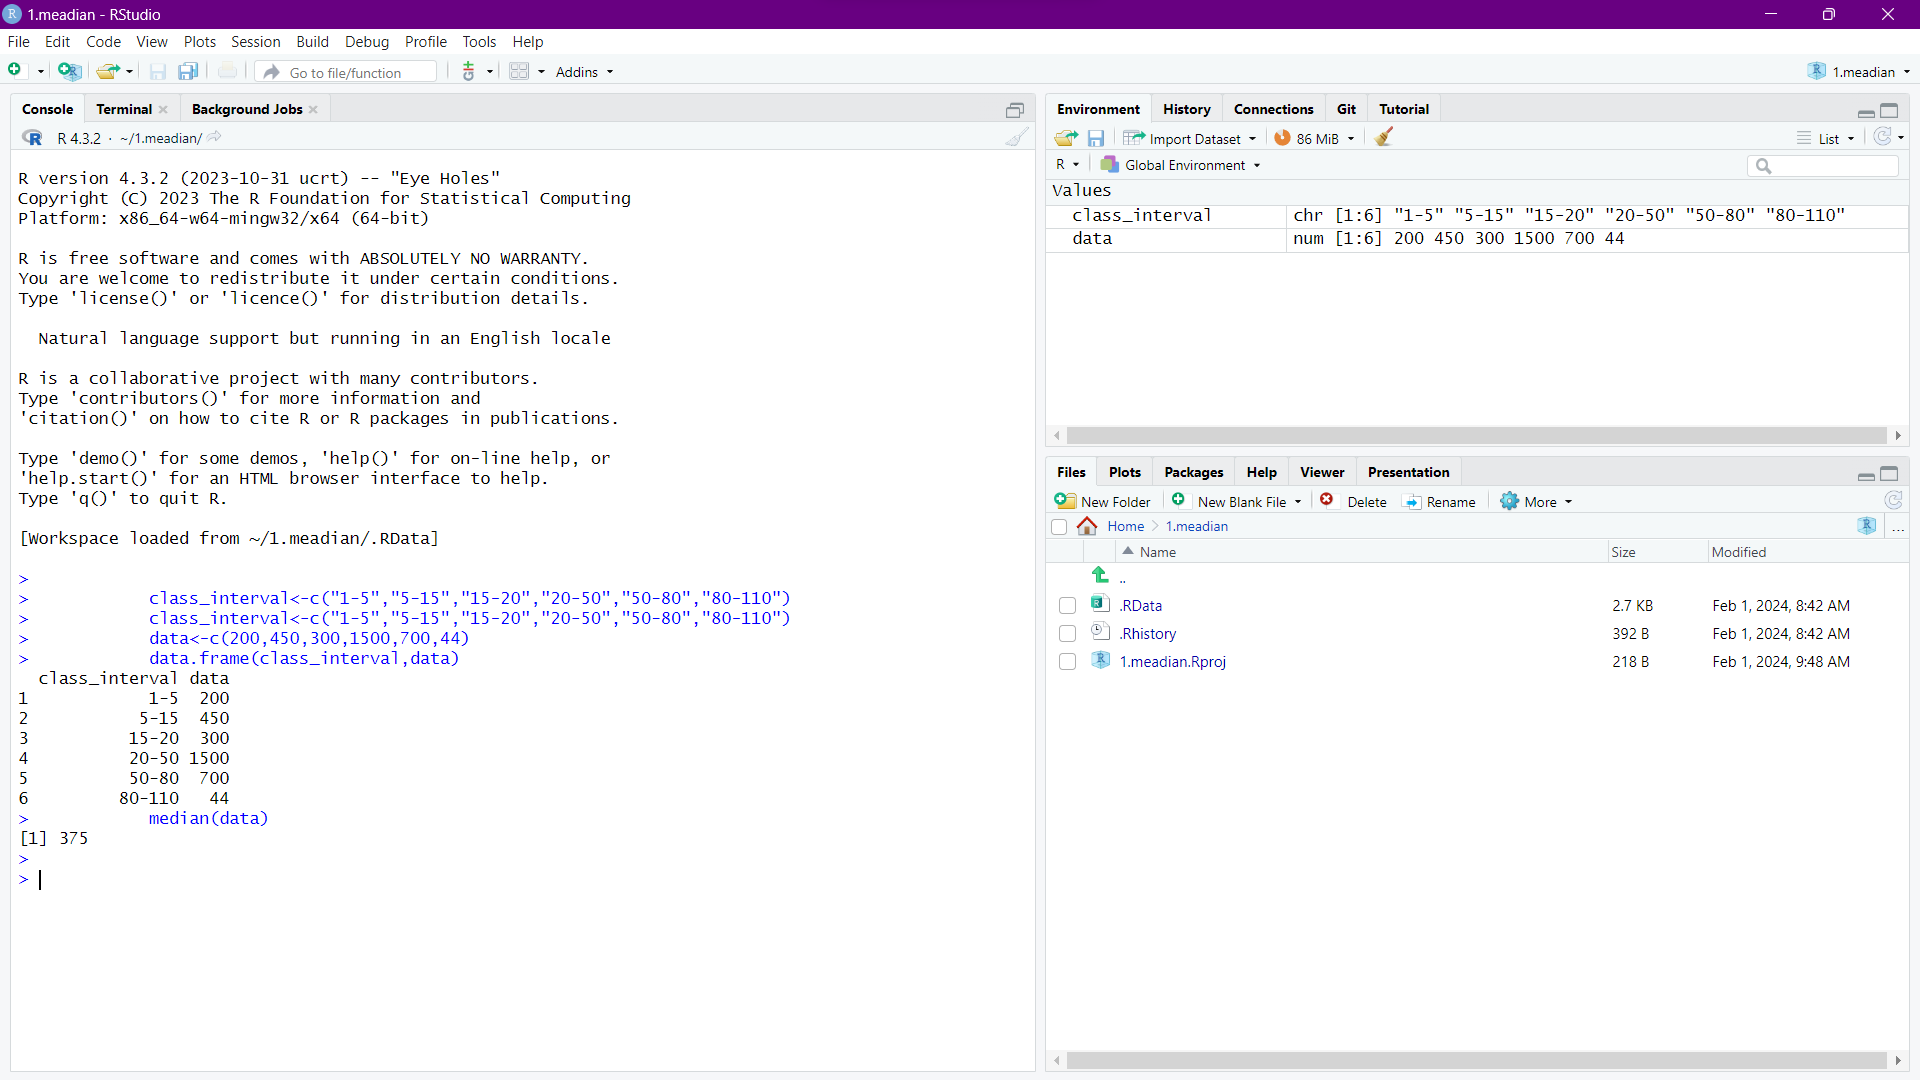 1.meadian - RStudio
File Edit Code View Plots Session Build Debug Profile Tools Help
Go to file/function Addins 1.meadian
Console Terminal Background Jobs
R 4.3.2 · ~/1.meadian/
R version 4.3.2 (2023-10-31 ucrt) -- "Eye Holes"
Copyright (C) 2023 The R Foundation for Statistical Computing
Platform: x86_64-w64-mingw32/x64 (64-bit)
R is free software and comes with ABSOLUTELY NO WARRANTY.
You are welcome to redistribute it under certain conditions.
Type 'license()' or 'licence()' for distribution details.
Natural language support but running in an English locale
R is a collaborative project with many contributors.
Type 'contributors()' for more information and
'citation()' on how to cite R or R packages in publications.
Type 'demo()' for some demos, 'help()' for on-line help, or
'help.start()' for an HTML browser interface to help.
Type 'q()' to quit R.
[Workspace loaded from ~/1.meadian/.RData]
>
> class_interval<-c("1-5","5-15","15-20","20-50","50-80","80-110")
> class_interval<-c("1-5","5-15","15-20","20-50","50-80","80-110")
> data<-c(200,450,300,1500,700,44)
> data.frame(class_interval,data)
class_interval data
1 1-5 200
2 5-15 450
3 15-20 300
4 20-50 1500
5 50-80 700
6 80-110 44
> median(data)
[1] 375
>
>
Environment History Connections Git Tutorial
Import Dataset 86 MiB List
R Global Environment
Values
class_interval chr [1:6] "1-5" "5-15" "15-20" "20-50" "50-80" "80-110"
data num [1:6] 200 450 300 1500 700 44
Files Plots Packages Help Viewer Presentation
New Folder New Blank File Delete Rename More
Home 1.meadian ...
Name Size Modified
..
.RData 2.7 KB Feb 1, 2024, 8:42 AM
.Rhistory 392 B Feb 1, 2024, 8:42 AM
1.meadian.Rproj 218 B Feb 1, 2024, 9:48 AM